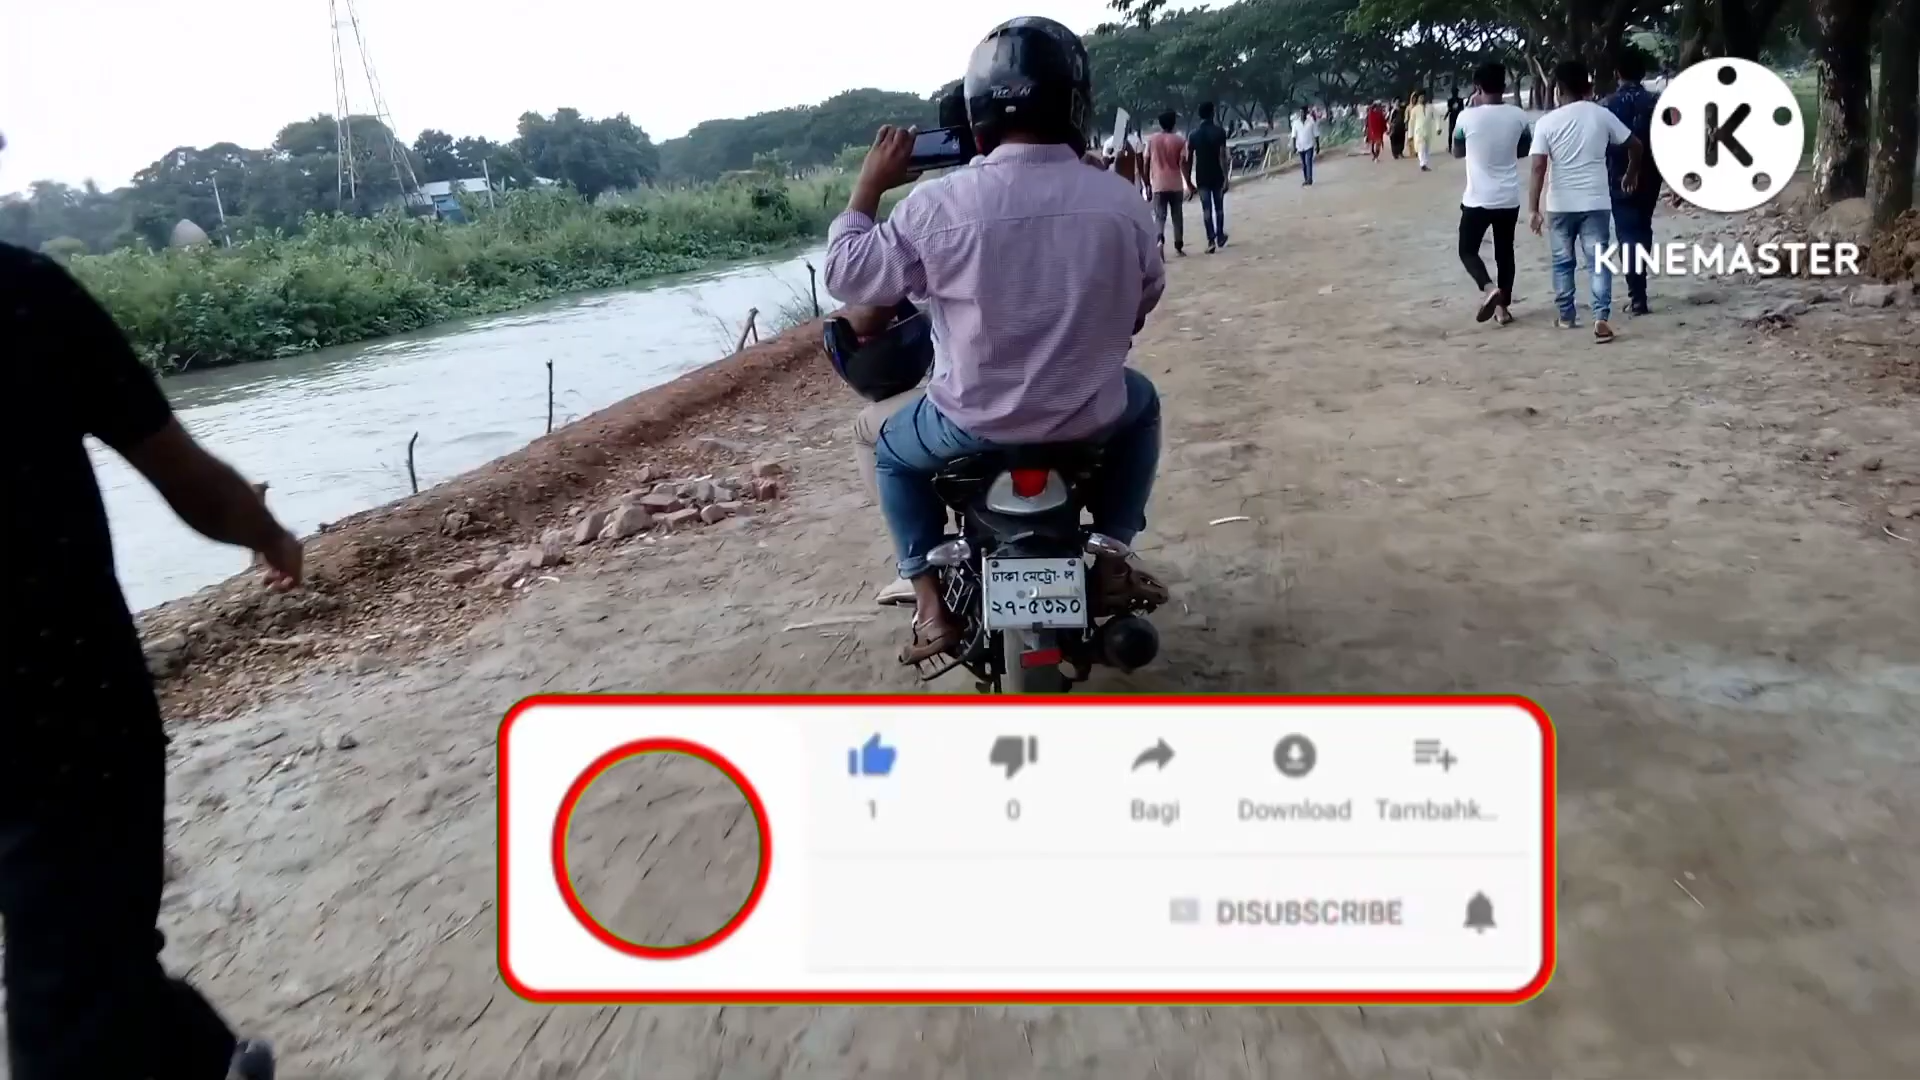 KINEMASTER
ঢাকা মেট্রো-ল
২৭-৫৩৯০
1
0
Bagi
Download
Tambahk...
DISUBSCRIBE